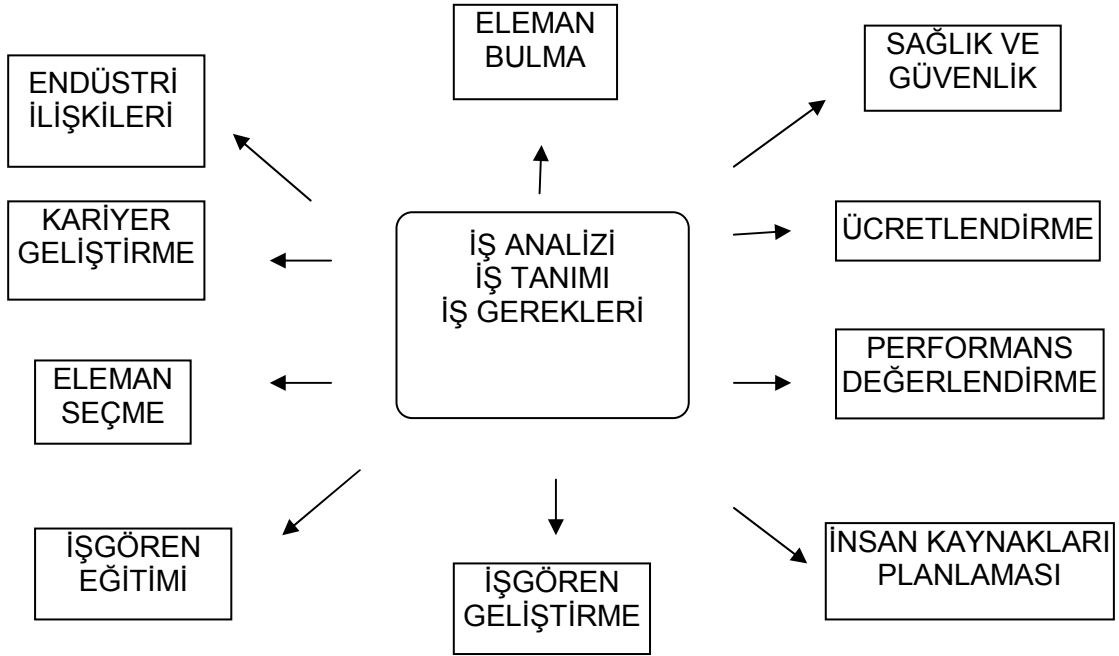 ELEMAN
BULMA
SAĞLIK VE
GÜVENLİK
ENDÜSTRİ
İLİŞKİLERİ
KARİYER
GELİŞTİRME
İŞ ANALİZİ
İŞ TANIMI
İŞ GEREKLERİ
ÜCRETLENDİRME
PERFORMANS
DEĞERLENDİRME
ELEMAN
SEÇME
İŞGÖREN
EĞİTİMİ
İŞGÖREN
GELİŞTİRME
İNSAN KAYNAKLARI
PLANLAMASI